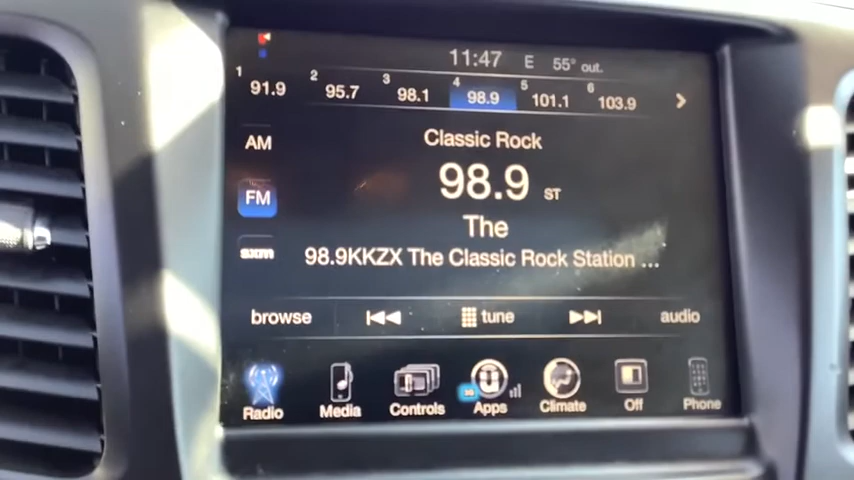 11:47 E 55° out.
1 91.9 2 95.7 3 98.1 4 98.9 5 101.1 6 103.9
AM
Classic Rock
FM
98.9 ST
The
sxm
98.9KKZX The Classic Rock Station ...
browse tune audio
Radio Media Controls 3G Apps Climate Off Phone